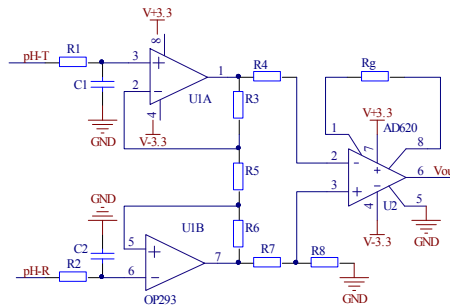 V+3.3
pH-T
R1
3
8
1
R4
Rg
C1
2
U1A
R3
4
V-3.3
GND
V+3.3
AD620
1
7
8
2
6
Vou
3
5
4
U2
GND
V-3.3
R5
GND
U1B
R6
C2
5
7
R7
R8
pH-R
R2
6
OP293
GND